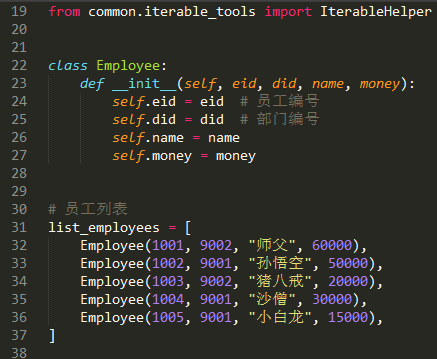 19 from common.iterable_tools import IterableHelper
20
21
22 class Employee:
23     def __init__(self, eid, did, name, money):
24         self.eid = eid  # 员工编号
25         self.did = did  # 部门编号
26         self.name = name
27         self.money = money
28
29
30 # 员工列表
31 list_employees = [
32     Employee(1001, 9002, "师父", 60000),
33     Employee(1002, 9001, "孙悟空", 50000),
34     Employee(1003, 9002, "猪八戒", 20000),
35     Employee(1004, 9001, "沙僧", 30000),
36     Employee(1005, 9001, "小白龙", 15000),
37 ]
38